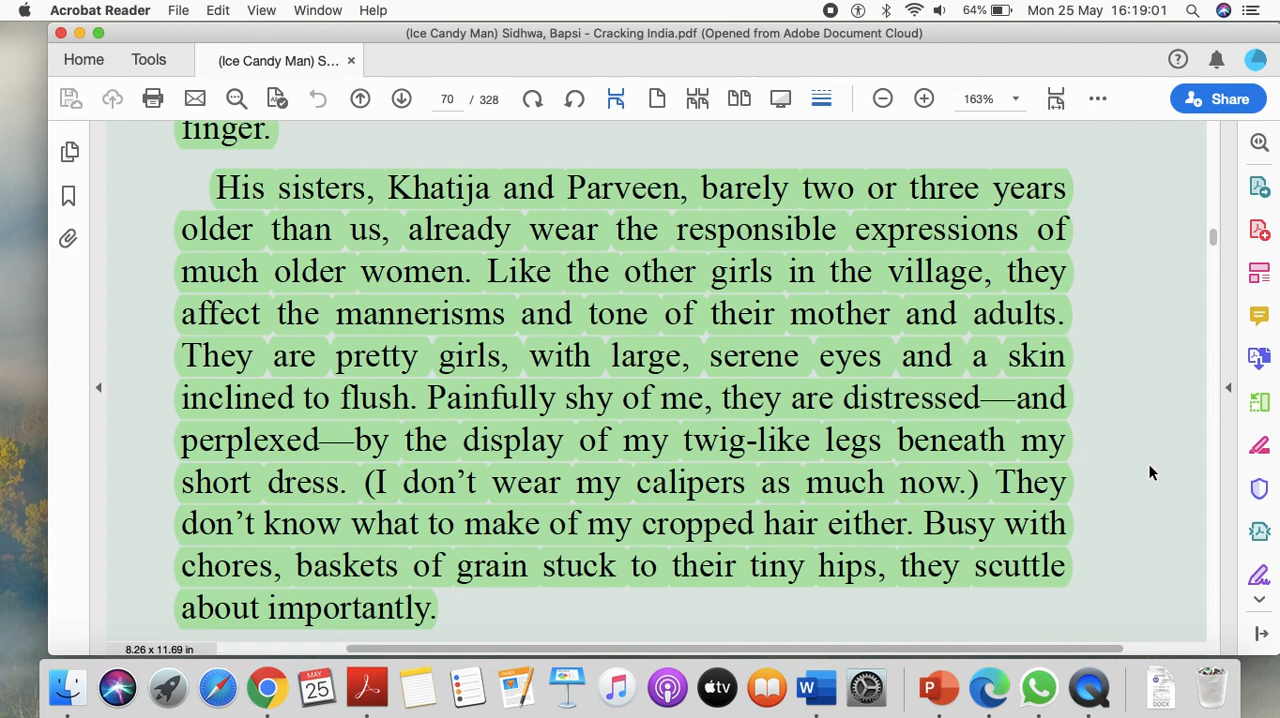 Acrobat Reader File Edit View Window Help 64% Mon 25 May 16:19:01
(Ice Candy Man) Sidhwa, Bapsi - Cracking India.pdf (Opened from Adobe Document Cloud)
Home Tools (Ice Candy Man) S... ×
70 / 328 163% Share
finger.
His sisters, Khatija and Parveen, barely two or three years
older than us, already wear the responsible expressions of
much older women. Like the other girls in the village, they
affect the mannerisms and tone of their mother and adults.
They are pretty girls, with large, serene eyes and a skin
inclined to flush. Painfully shy of me, they are distressed—and
perplexed—by the display of my twig-like legs beneath my
short dress. (I don’t wear my calipers as much now.) They
don’t know what to make of my cropped hair either. Busy with
chores, baskets of grain stuck to their tiny hips, they scuttle
about importantly.
8.26 x 11.69 in
MAY
25
tv
W
P
DOCX